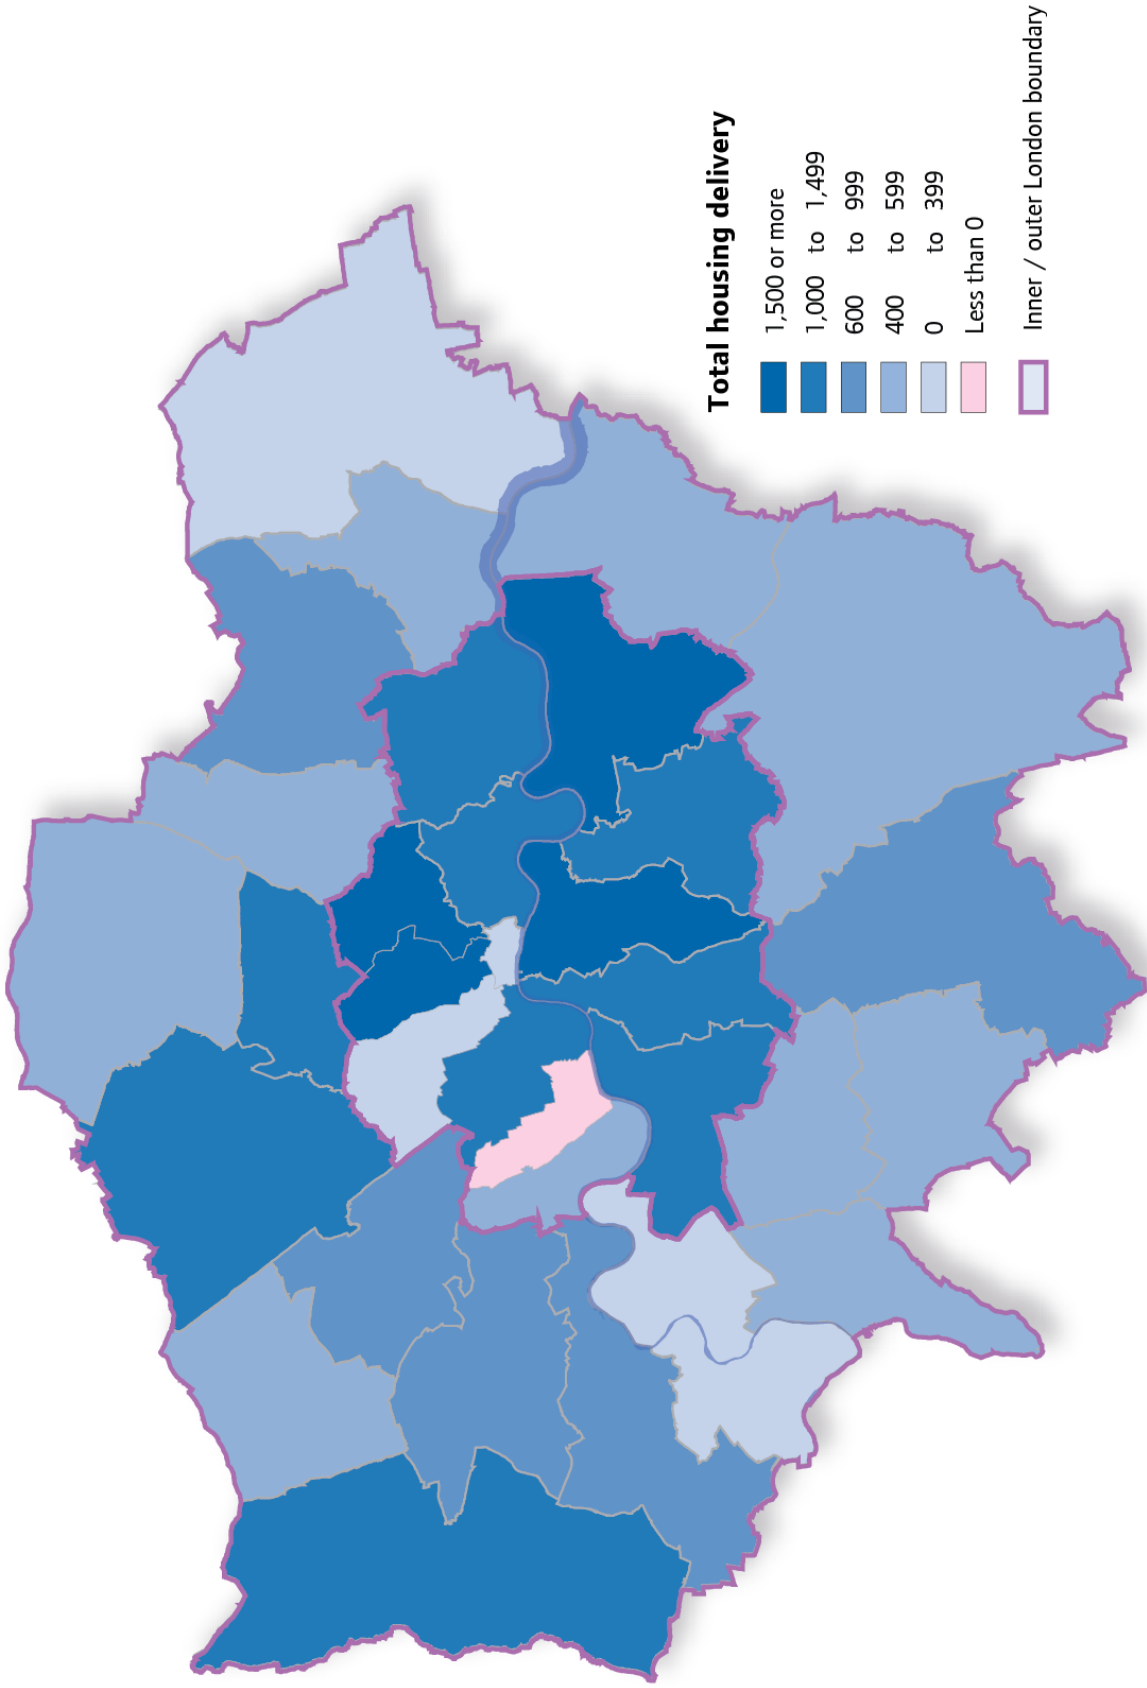 Total housing delivery
1,500 or more
1,000 to 1,499
600 to 999
400 to 599
0 to 399
Less than 0
Inner / outer London boundary